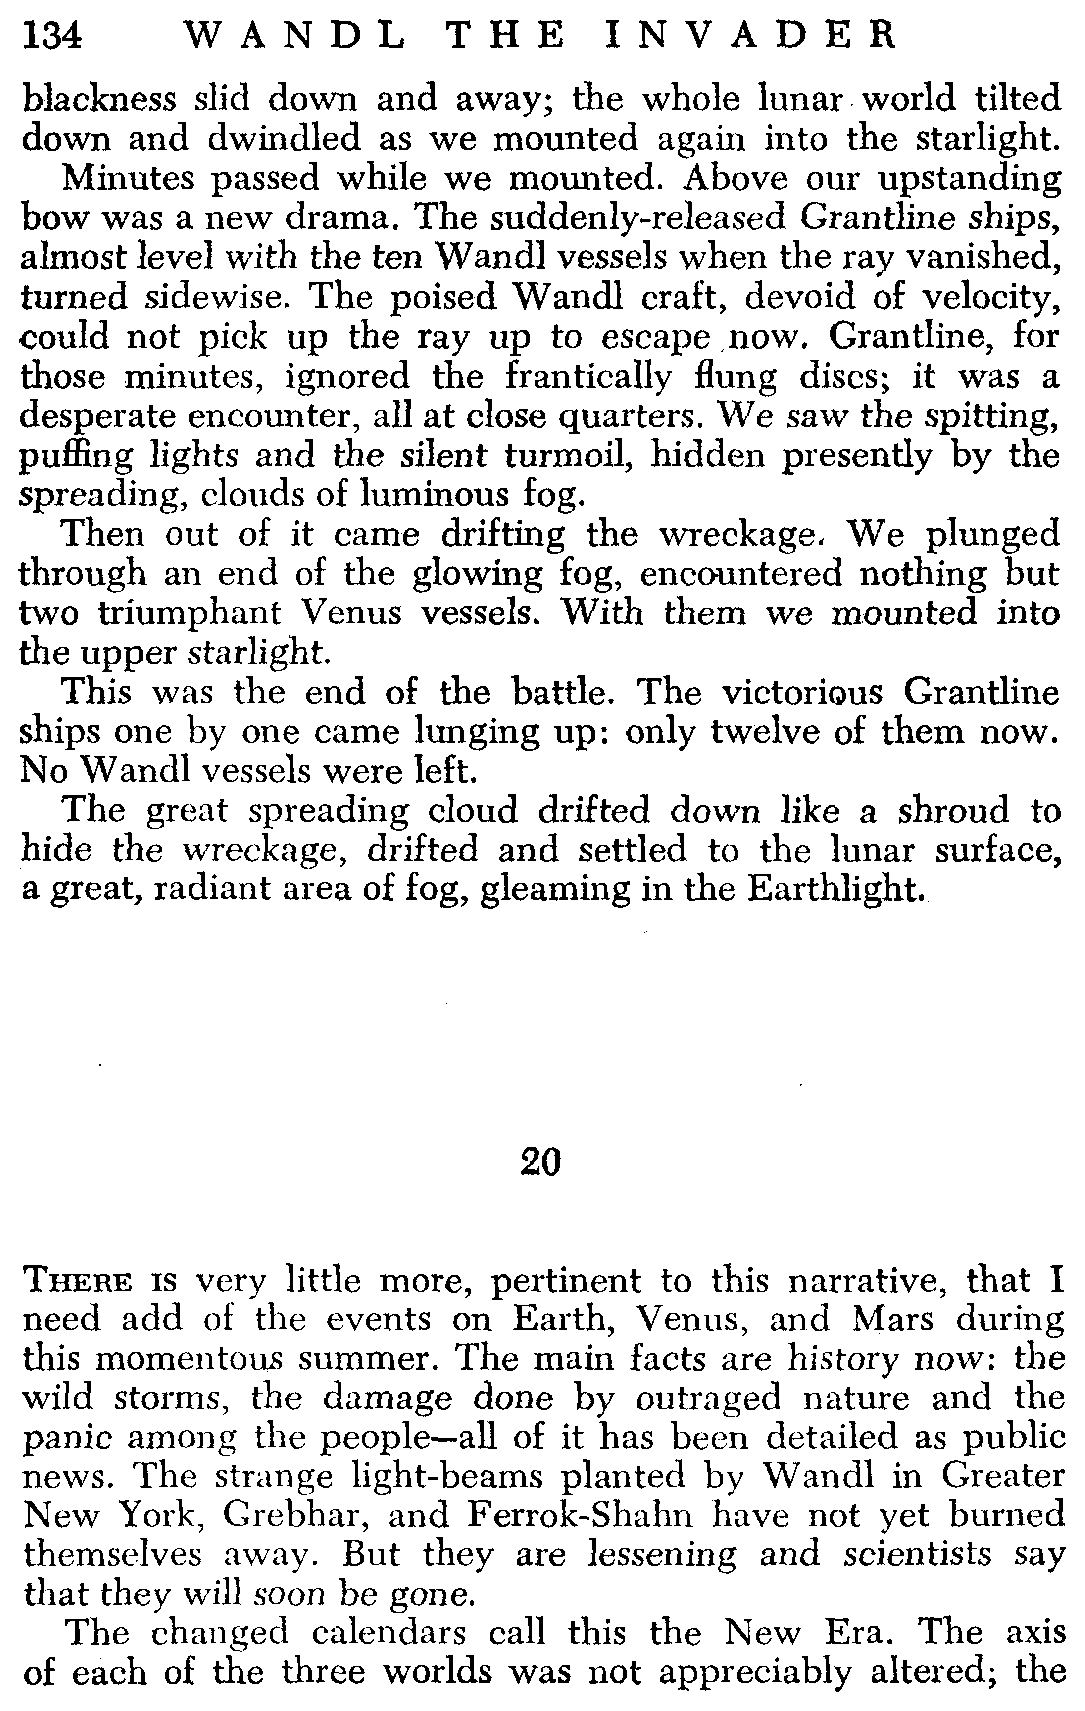 134 WANDL THE INVADER
blackness slid down and away; the whole lunar world tilted
down and dwindled as we mounted again into the starlight.
Minutes passed while we mounted. Above our upstanding
bow was a new drama. The suddenly-released Grantline ships,
almost level with the ten Wandl vessels when the ray vanished,
turned sidewise. The poised Wandl craft, devoid of velocity,
could not pick up the ray up to escape now. Grantline, for
those minutes, ignored the frantically flung discs; it was a
desperate encounter, all at close quarters. We saw the spitting,
puffing lights and the silent turmoil, hidden presently by the
spreading, clouds of luminous fog.
Then out of it came drifting the wreckage. We plunged
through an end of the glowing fog, encountered nothing but
two triumphant Venus vessels. With them we mounted into
the upper starlight.
This was the end of the battle. The victorious Grantline
ships one by one came lunging up: only twelve of them now.
No Wandl vessels were left.
The great spreading cloud drifted down like a shroud to
hide the wreckage, drifted and settled to the lunar surface,
a great, radiant area of fog, gleaming in the Earthlight.
20
THERE IS very little more, pertinent to this narrative, that I
need add of the events on Earth, Venus, and Mars during
this momentous summer. The main facts are history now: the
wild storms, the damage done by outraged nature and the
panic among the people—all of it has been detailed as public
news. The strange light-beams planted by Wandl in Greater
New York, Grebhar, and Ferrok-Shahn have not yet burned
themselves away. But they are lessening and scientists say
that they will soon be gone.
The changed calendars call this the New Era. The axis
of each of the three worlds was not appreciably altered; the